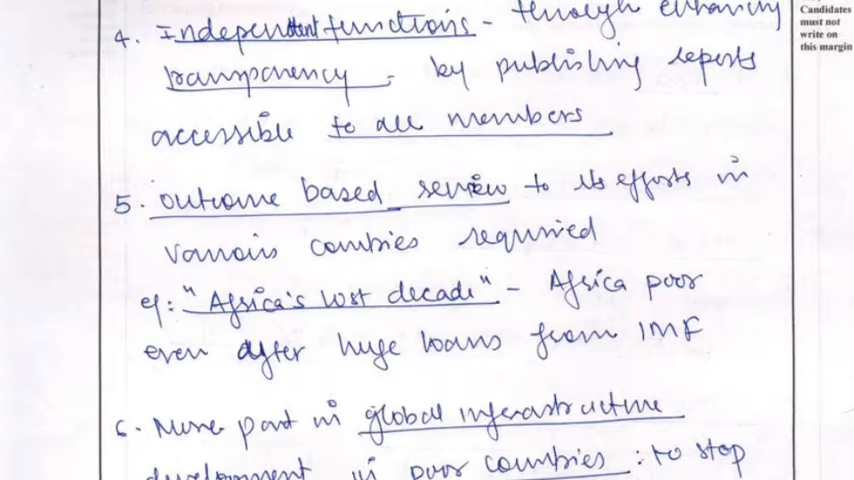 4. Independent functions - through enhancing
transparency - by publishing reports
accessible to all members
5. outcome based review to its efforts in
various countries required
eg: "Africa's lost decade" - Africa poor
even after huge loans from IMF
6. More part in global infrastructure
development in poor countries : to stop
Candidates
must not
write on
this margin